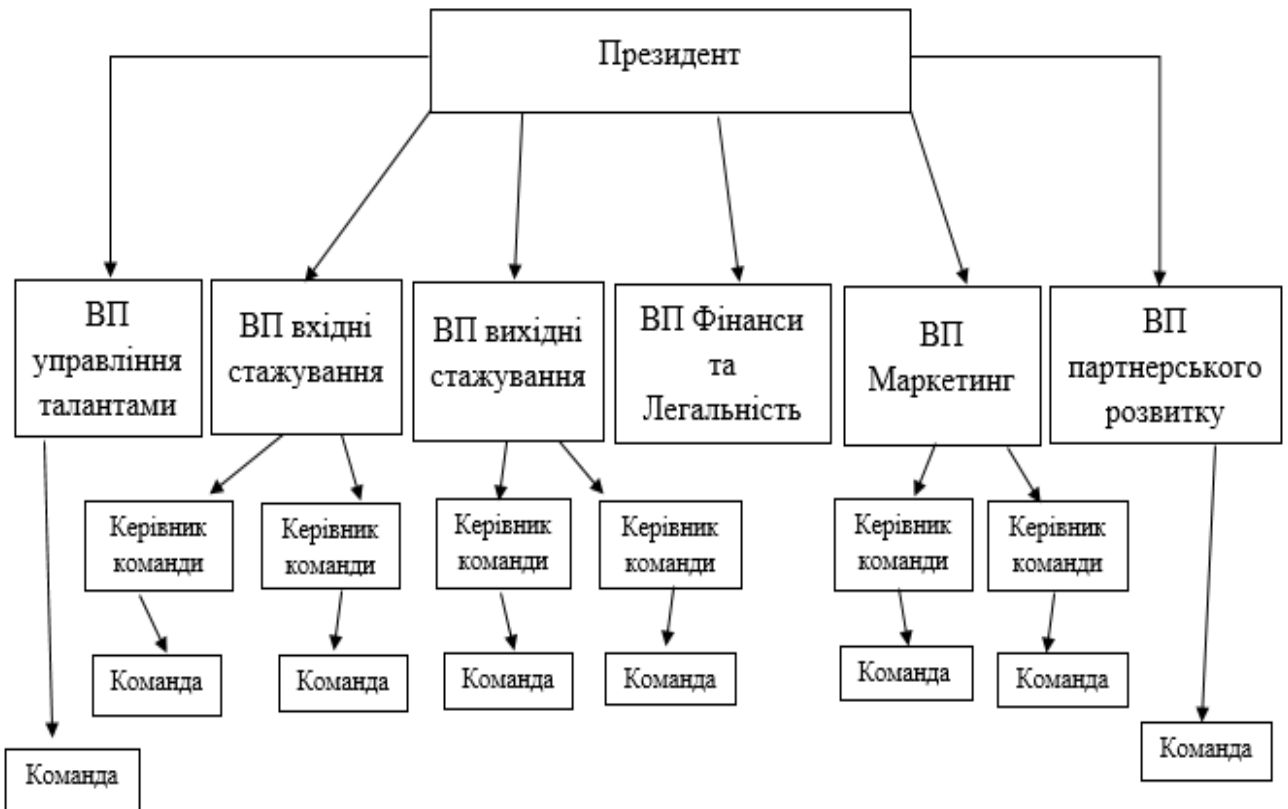 Президент
ВП
управління
талантами
ВП вхідні
стажування
ВП вихідні
стажування
ВП Фінанси
та
Легальність
ВП
Маркетинг
ВП
партнерського
розвитку
Керівник
команди
Керівник
команди
Керівник
команди
Керівник
команди
Керівник
команди
Керівник
команди
Команда
Команда
Команда
Команда
Команда
Команда
Команда
Команда